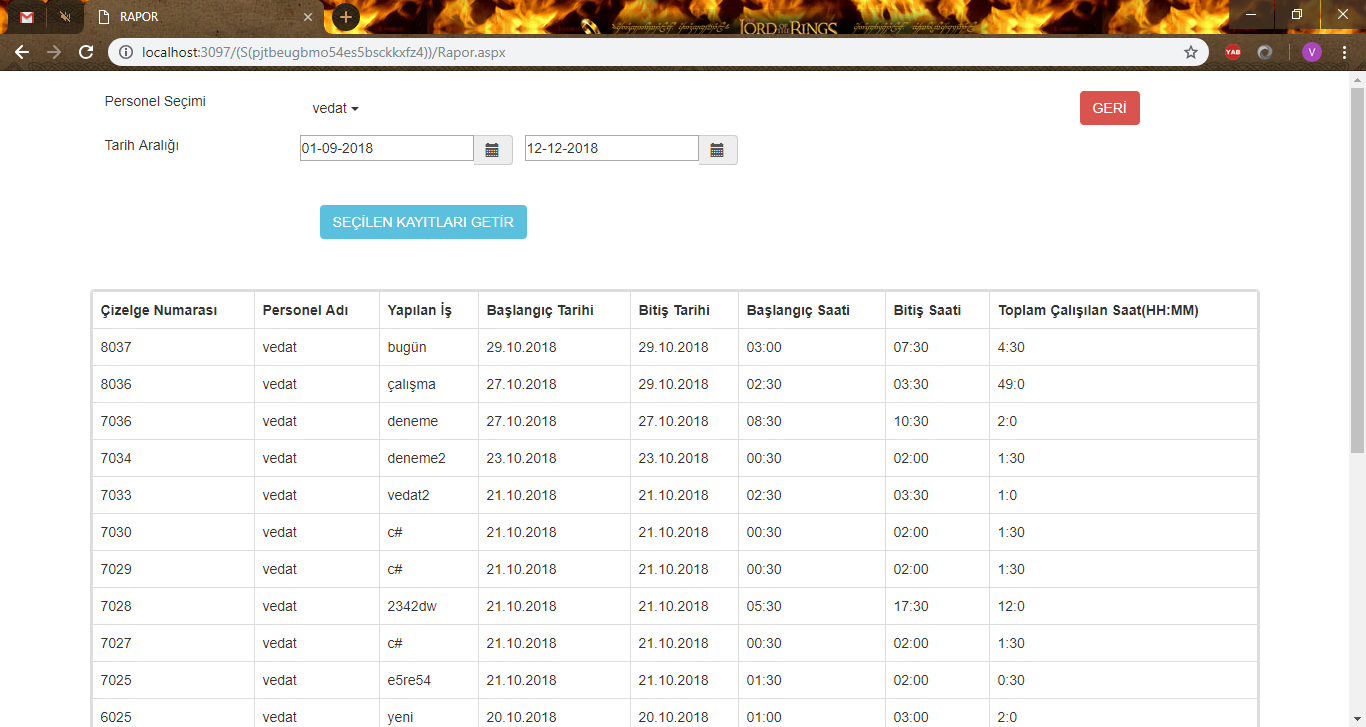 RAPOR
THE LORD OF THE RINGS
localhost:3097/(S(pjtbeugbmo54es5bsckkxfz4))/Rapor.aspx
YAB
V
Personel Seçimi
vedat
GERİ
Tarih Aralığı
01-09-2018 12-12-2018
SEÇİLEN KAYITLARI GETİR
Çizelge Numarası Personel Adı Yapılan İş Başlangıç Tarihi Bitiş Tarihi Başlangıç Saati Bitiş Saati Toplam Çalışılan Saat(HH:MM)
8037 vedat bugün 29.10.2018 29.10.2018 03:00 07:30 4:30
8036 vedat çalışma 27.10.2018 29.10.2018 02:30 03:30 49:0
7036 vedat deneme 27.10.2018 27.10.2018 08:30 10:30 2:0
7034 vedat deneme2 23.10.2018 23.10.2018 00:30 02:00 1:30
7033 vedat vedat2 21.10.2018 21.10.2018 02:30 03:30 1:0
7030 vedat c# 21.10.2018 21.10.2018 00:30 02:00 1:30
7029 vedat c# 21.10.2018 21.10.2018 00:30 02:00 1:30
7028 vedat 2342dw 21.10.2018 21.10.2018 05:30 17:30 12:0
7027 vedat c# 21.10.2018 21.10.2018 00:30 02:00 1:30
7025 vedat e5re54 21.10.2018 21.10.2018 01:30 02:00 0:30
6025 vedat yeni 20.10.2018 20.10.2018 01:00 03:00 2:0